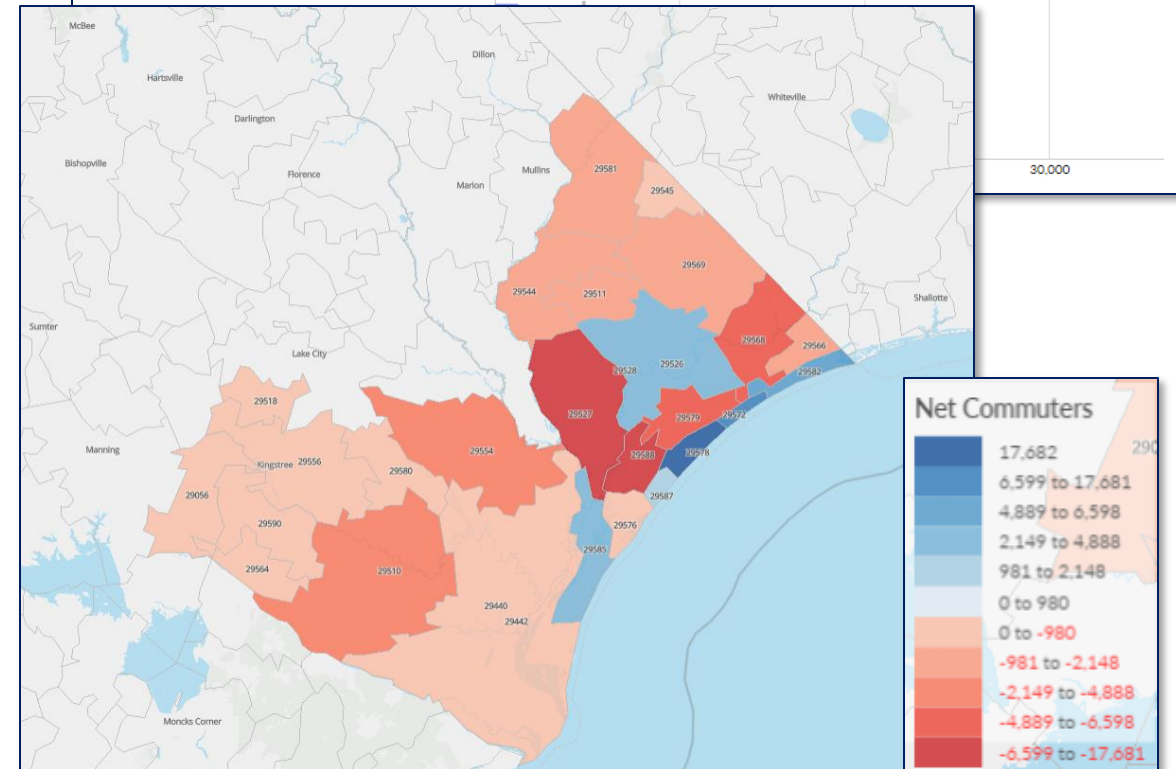 McBee
Dillon
Hartsville
Whiteville
Darlington
Bishopville
Florence
Mullins
Marion
30,000
29581
29545
29569
29544
29511
Shallotte
Sumter
29568
29566
Lake City
29528
29526
29582
29518
29527
29579
29572
Manning
29554
29588
29578
Kingstree
29556
29580
29056
29587
29590
29576
29585
29564
29510
29440
29442
Moncks Corner
Net Commuters
17,682
6,599 to 17,681
4,889 to 6,598
2,149 to 4,888
981 to 2,148
0 to 980
0 to -980
-981 to -2,148
-2,149 to -4,888
-4,889 to -6,598
-6,599 to -17,681